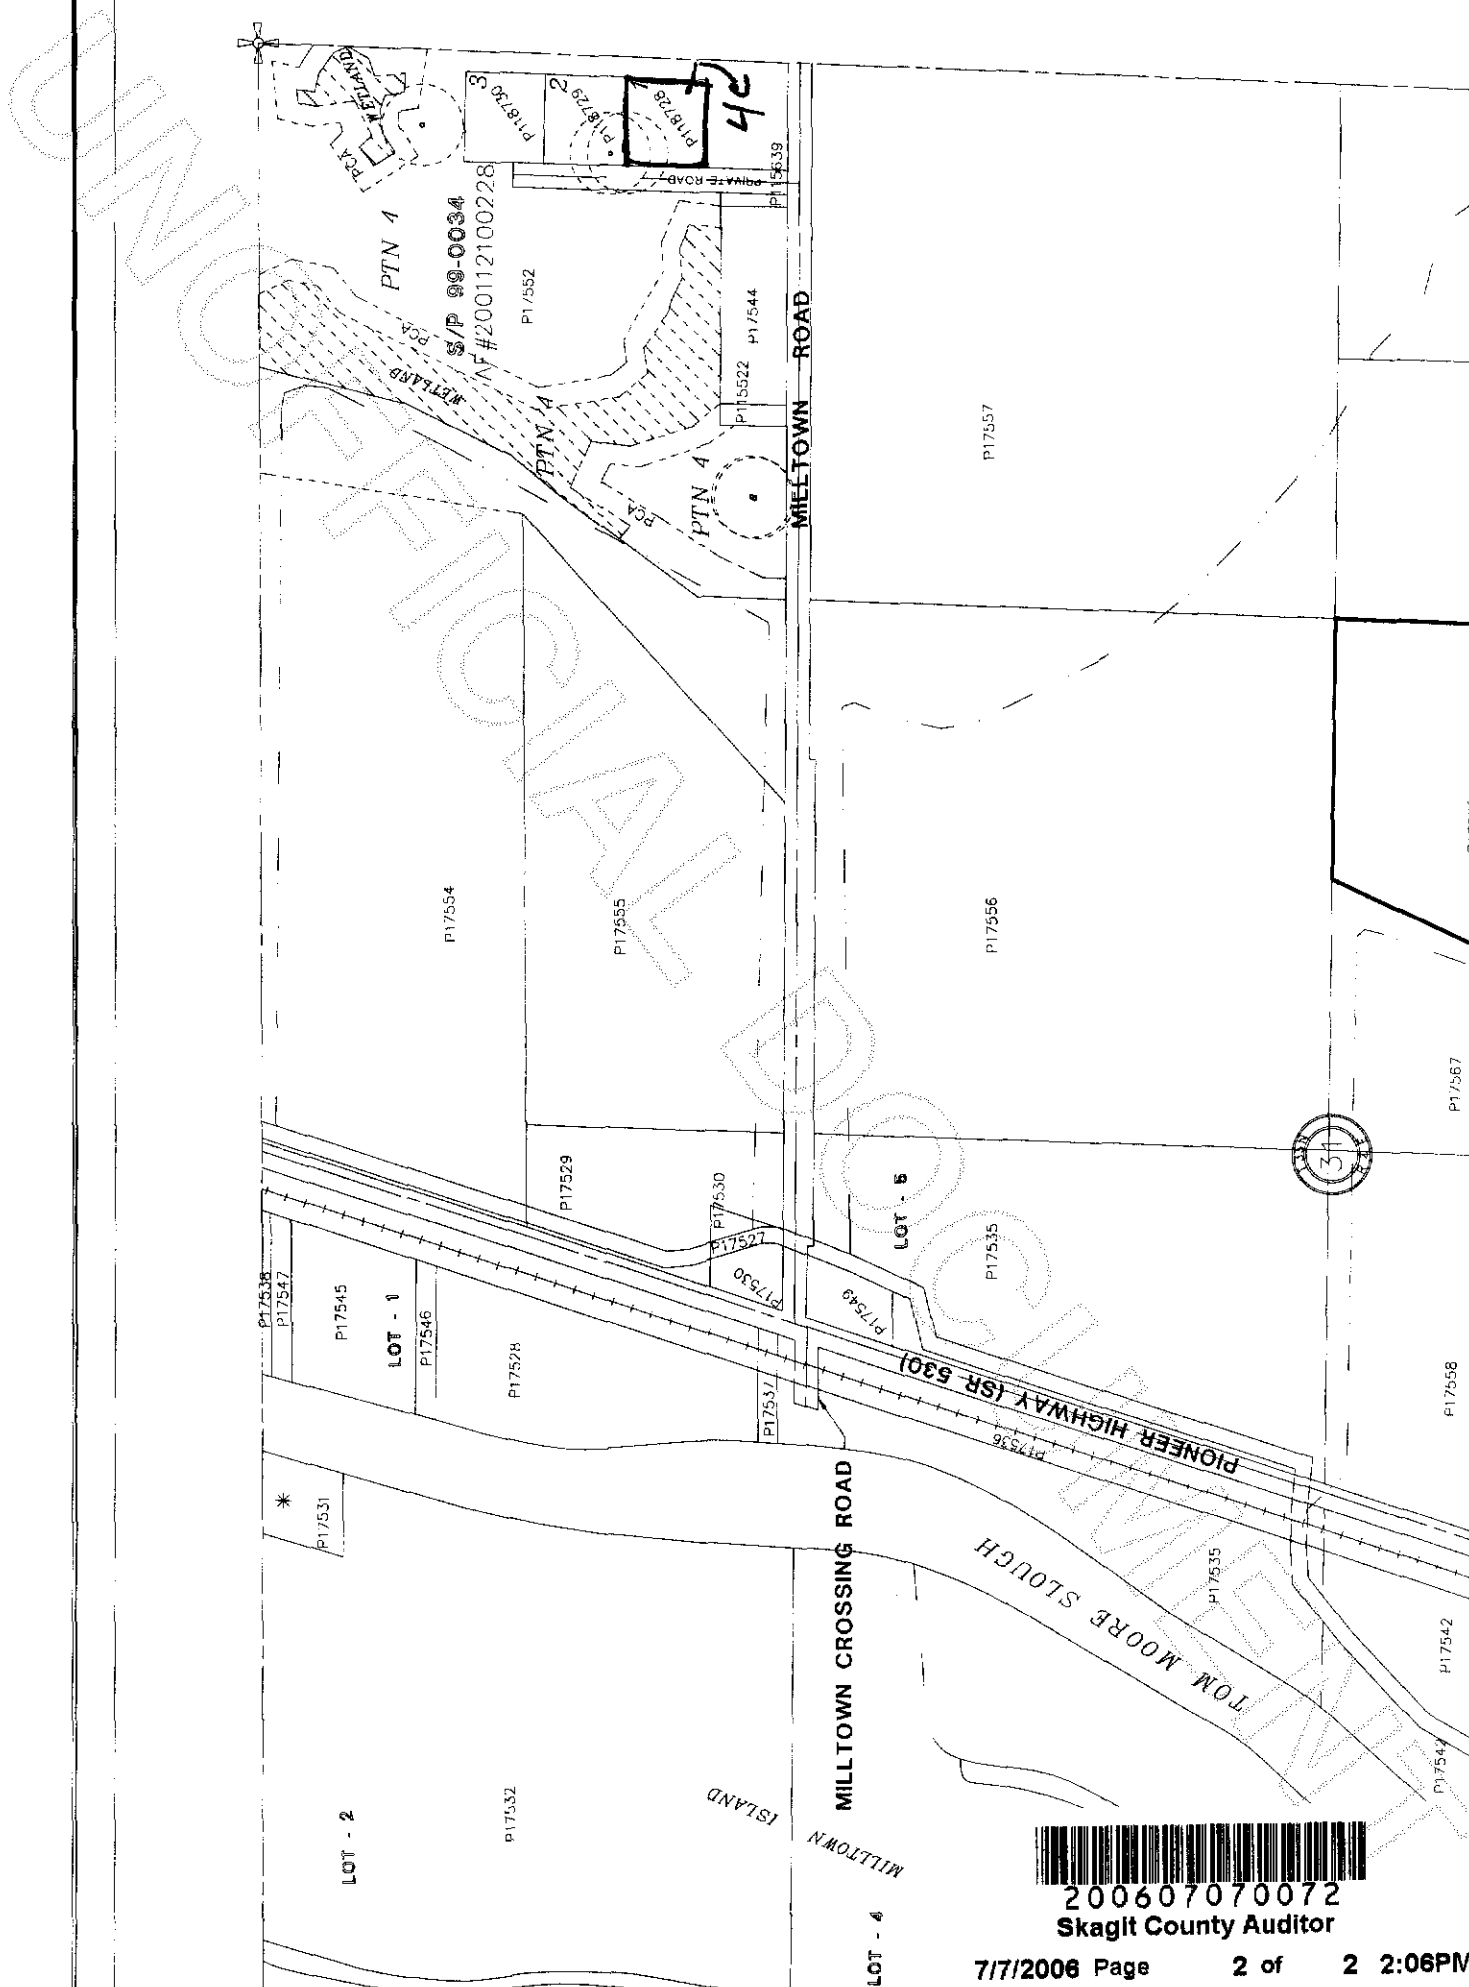 UNOFFICIAL DOCUMENT
WETLAND
WETLAND
PCA
3
P118730
2
P118729
1
P118728
4c
PRIVATE ROAD
P115639
PTN 4
S/P 99-0034
AF#200112100228
P17552
PCA
WETLAND
PTN 4
P17544
P115522
MILLTOWN ROAD
PTN 4
PCA
P17557
P17554
P17555
P17556
P17567
31
P17529
P17530
P17527
P17530
LOT - 5
P17535
P17549
P17538
P17547
P17545
LOT - 1
P17546
P17528
P17537
PIONEER HIGHWAY (SR 530)
P17536
P17558
*
P17531
MILLTOWN CROSSING ROAD
TOM MOORE SLOUGH
P17535
P17542
P17542
LOT - 2
P17532
MILLTOWN ISLAND
LOT - 4
200607070072
Skagit County Auditor
7/7/2006 Page 2 of 2 2:06PM